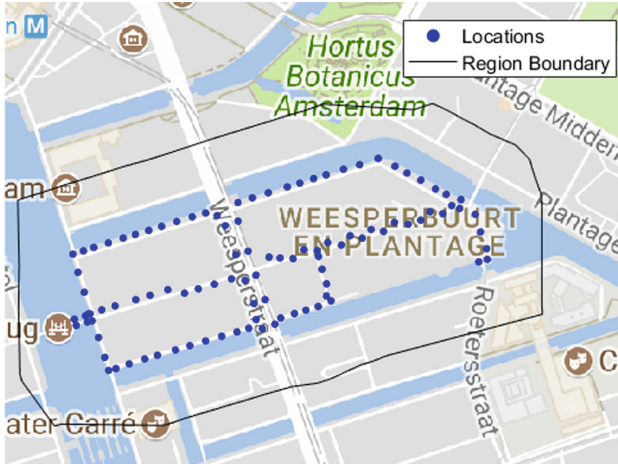 n M
Hortus
Botanicus
Amsterdam
Locations
Region Boundary
Plantage Midden
Plantage
am
Weesperstraat
WEESPERBUURT
EN PLANTAGE
Roetersstraat
ug
C
ater Carré